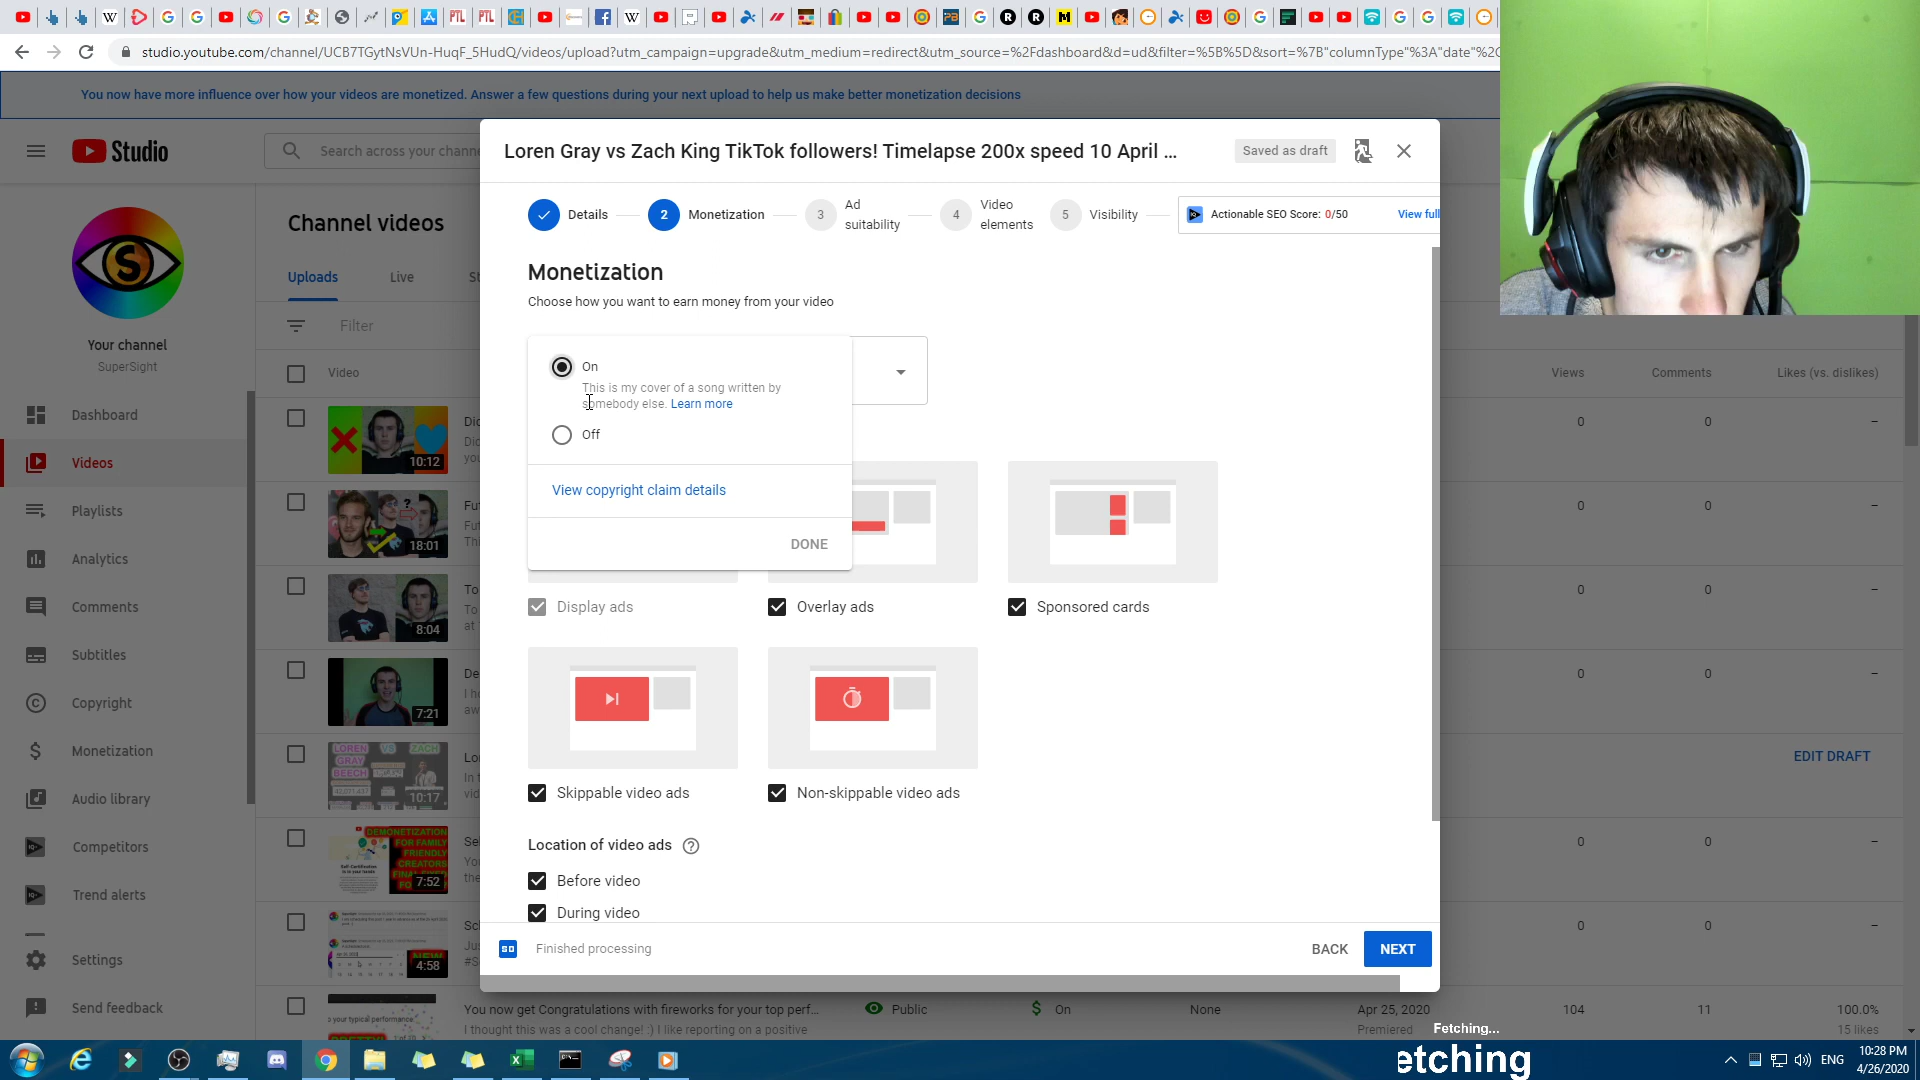 studio.youtube.com/channel/UCB7TGytNsVUn-HuqF_5HudQ/videos/upload?utm_campaign=upgrade&utm_medium=redirect&utm_source=%2Fdashboard&d=ud&filter=%5B%5D&sort=%7B"columnType"%3A"date"%2C
You now have more influence over how your videos are monetized. Answer a few questions during your next upload to help us make better monetization decisions
Studio
Search across your channe
Loren Gray vs Zach King TikTok followers! Timelapse 200x speed 10 April ...
Saved as draft
Details
2 Monetization
3 Ad suitability
4 Video elements
5 Visibility
Actionable SEO Score: 0/50
View full
Channel videos
Uploads
Live
Filter
Video
Views
Comments
Likes (vs. dislikes)
Your channel
SuperSight
Dashboard
Videos
Playlists
Analytics
Comments
Subtitles
Copyright
Monetization
Audio library
Competitors
Trend alerts
Settings
Send feedback
Monetization
Choose how you want to earn money from your video
On
This is my cover of a song written by
somebody else. Learn more
Off
View copyright claim details
DONE
Display ads
Overlay ads
Sponsored cards
Skippable video ads
Non-skippable video ads
Location of video ads
Before video
During video
Finished processing
BACK
NEXT
10:12
0 0 –
18:01
0 0 –
8:04
0 0 –
7:21
0 0 –
LOREN GRAY BEECH VS ZACH
10:17
EDIT DRAFT
DEMONETIZATION FOR FAMILY FRIENDLY CREATORS
7:52
0 0 –
4:58
0 0 –
You now get Congratulations with fireworks for your top perf...
I thought this was a cool change! :) I like reporting on a positive
Public
On
None
Apr 25, 2020
Premiered
104
11
100.0%
15 likes
Fetching...
etching
ENG
10:28 PM
4/26/2020